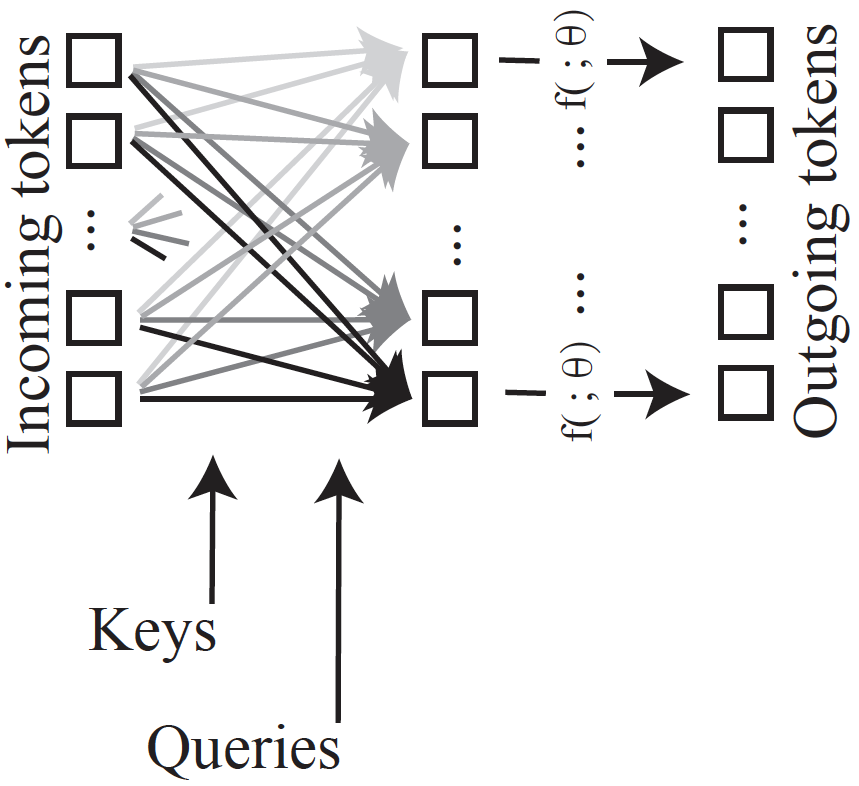 Incoming tokens
...
...
f( ; θ)
...
...
f( ; θ)
...
Outgoing tokens
Keys
Queries